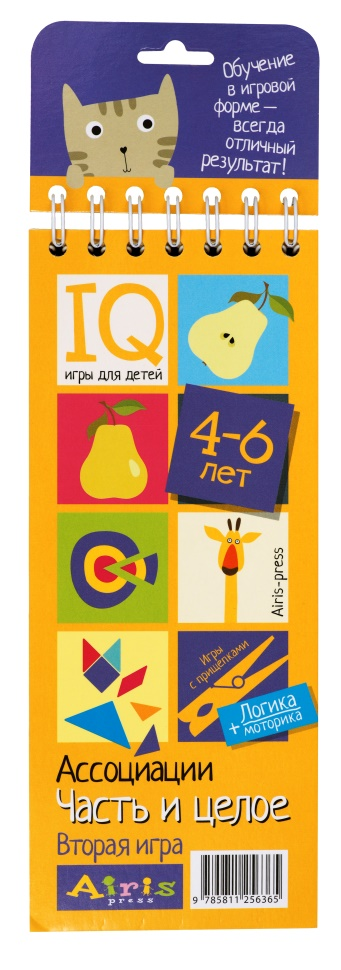 Обучение
в игровой
форме —
всегда
отличный
результат!
IQ
игры для детей
4-6
лет
Airis-press
Игры
с прищепками
Логика
+ моторика
Ассоциации
Часть и целое
Вторая игра
Airis
press
9 785811 256365